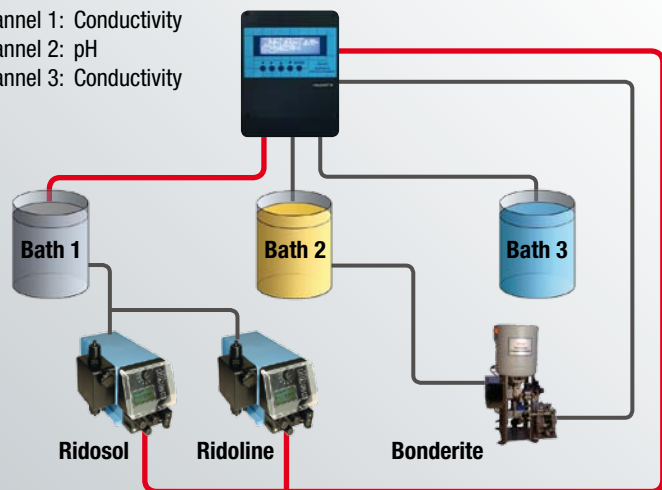 annel 1: Conductivity
annel 2: pH
annel 3: Conductivity
Bath 1
Bath 2
Bath 3
Ridosol
Ridoline
Bonderite